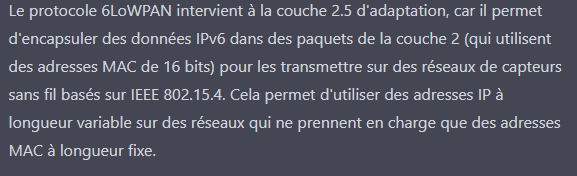 Le protocole 6LoWPAN intervient à la couche 2.5 d'adaptation, car il permet
d'encapsuler des données IPv6 dans des paquets de la couche 2 (qui utilisent
des adresses MAC de 16 bits) pour les transmettre sur des réseaux de capteurs
sans fil basés sur IEEE 802.15.4. Cela permet d'utiliser des adresses IP à
longueur variable sur des réseaux qui ne prennent en charge que des adresses
MAC à longueur fixe.